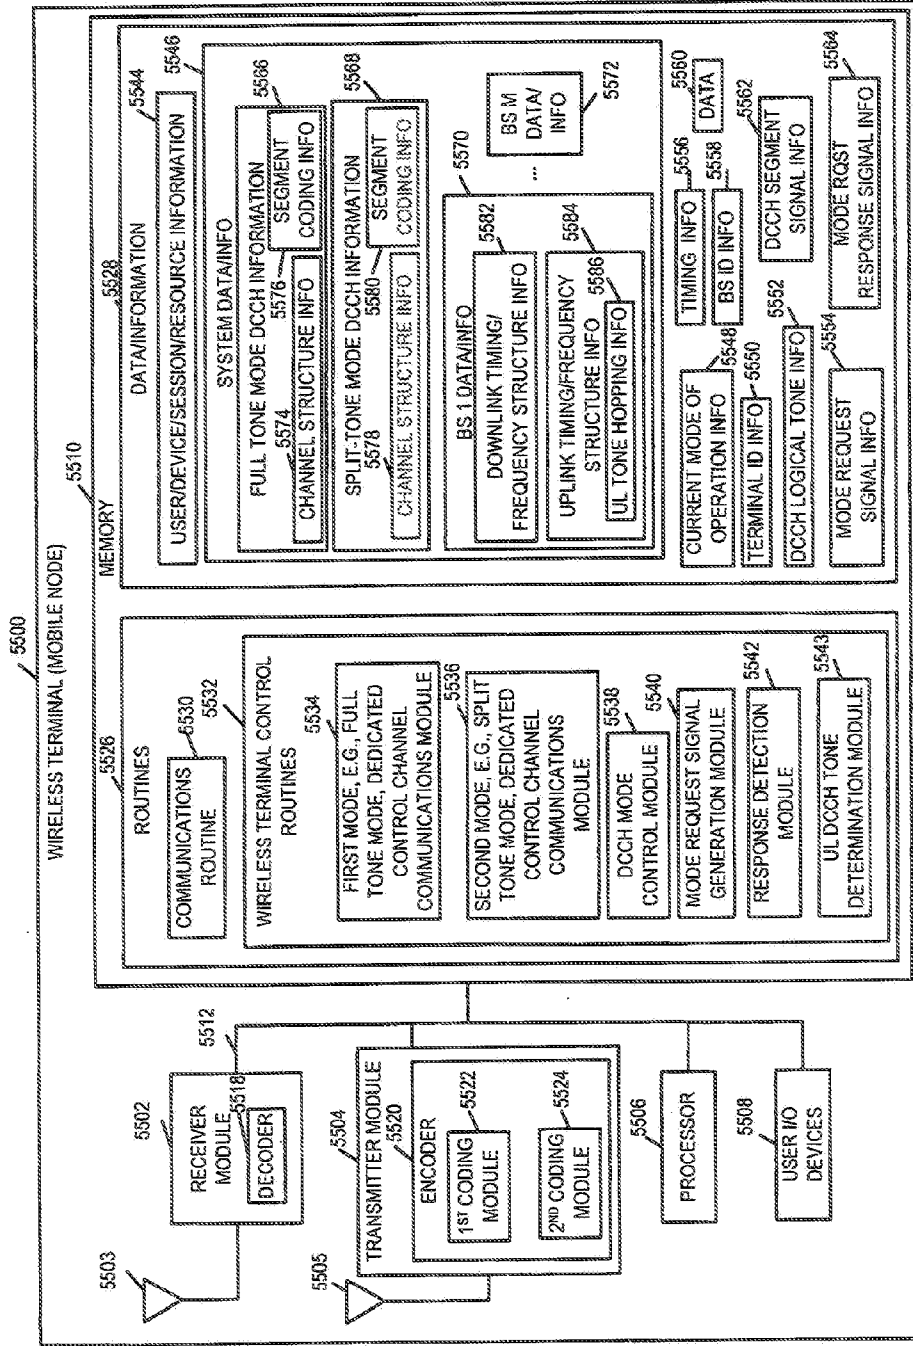 5500
WIRELESS TERMINAL (MOBILE NODE)
5503
5502
RECEIVER
MODULE
5518
DECODER
5512
5505
5504
TRANSMITTER MODULE
5520
ENCODER
5522
1ST CODING
MODULE
5524
2ND CODING
MODULE
5506
PROCESSOR
5508
USER I/O
DEVICES
5510
MEMORY
5526
ROUTINES
5530
COMMUNICATIONS
ROUTINE
5532
WIRELESS TERMINAL CONTROL
ROUTINES
5534
FIRST MODE, E.G., FULL
TONE MODE, DEDICATED
CONTROL CHANNEL
COMMUNICATIONS MODULE
5536
SECOND MODE, E.G., SPLIT
TONE MODE, DEDICATED
CONTROL CHANNEL
COMMUNICATIONS
MODULE
5538
DCCH MODE
CONTROL MODULE
5540
MODE REQUEST SIGNAL
GENERATION MODULE
5542
RESPONSE DETECTION
MODULE
5543
UL DCCH TONE
DETERMINATION MODULE
5528
DATA/INFORMATION
5544
USER/DEVICE/SESSION/RESOURCE INFORMATION
5546
SYSTEM DATA/INFO
5566
FULL TONE MODE DCCH INFORMATION
5574
CHANNEL STRUCTURE INFO
5576
SEGMENT
CODING INFO
5568
SPLIT-TONE MODE DCCH INFORMATION
5578
CHANNEL STRUCTURE INFO
5580
SEGMENT
CODING INFO
5570
BS 1 DATA/INFO
5582
DOWNLINK TIMING/
FREQUENCY STRUCTURE INFO
5584
UPLINK TIMING/FREQUENCY
STRUCTURE INFO
5586
UL TONE HOPPING INFO
...
BS M
DATA/
INFO
5572
CURRENT MODE OF
OPERATION INFO
5548
TERMINAL ID INFO
5550
DCCH LOGICAL TONE INFO
5552
MODE REQUEST
SIGNAL INFO
5554
TIMING INFO
5556
BS ID INFO
5558
DATA
5560
DCCH SEGMENT
SIGNAL INFO
5562
MODE RQST
RESPONSE SIGNAL INFO
5564